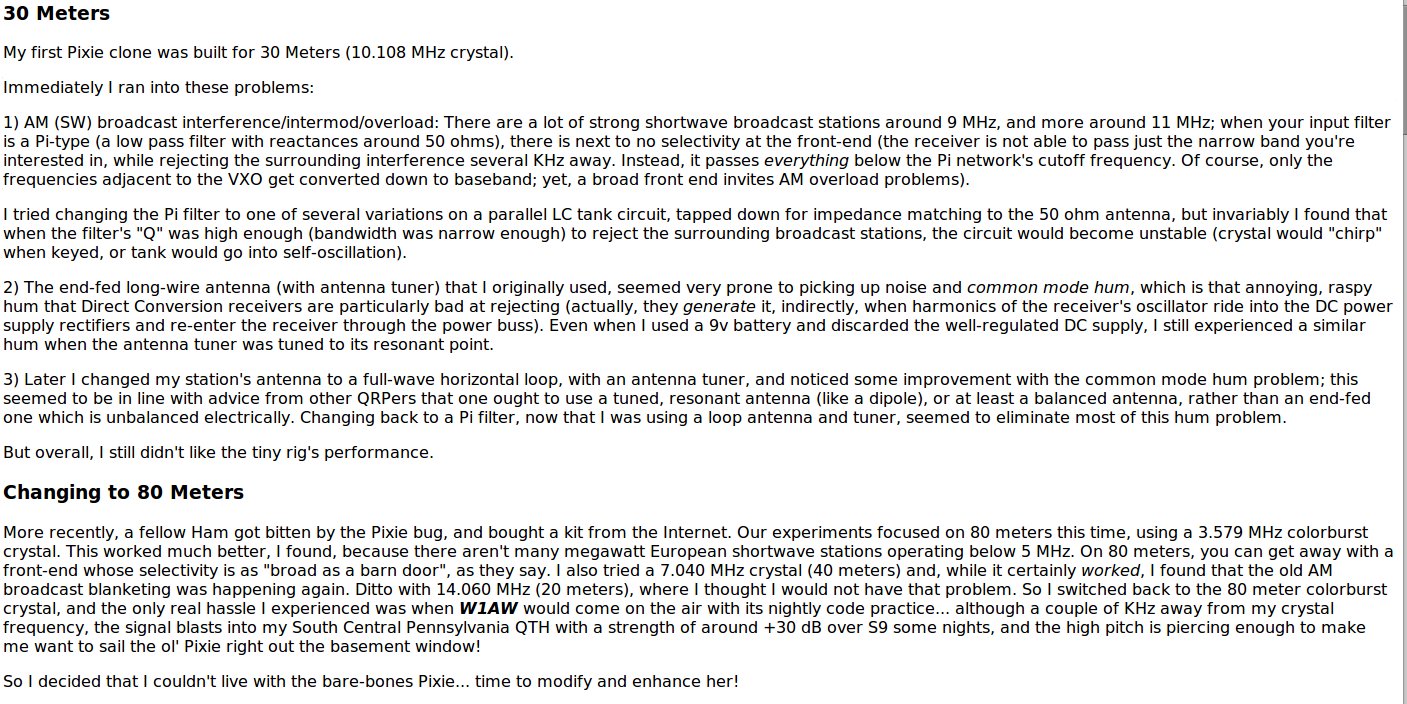 30 Meters
My first Pixie clone was built for 30 Meters (10.108 MHz crystal).
Immediately I ran into these problems:
1) AM (SW) broadcast interference/intermod/overload: There are a lot of strong shortwave broadcast stations around 9 MHz, and more around 11 MHz; when your input filter
is a Pi-type (a low pass filter with reactances around 50 ohms), there is next to no selectivity at the front-end (the receiver is not able to pass just the narrow band you're
interested in, while rejecting the surrounding interference several KHz away. Instead, it passes everything below the Pi network's cutoff frequency. Of course, only the
frequencies adjacent to the VXO get converted down to baseband; yet, a broad front end invites AM overload problems).
I tried changing the Pi filter to one of several variations on a parallel LC tank circuit, tapped down for impedance matching to the 50 ohm antenna, but invariably I found that
when the filter's "Q" was high enough (bandwidth was narrow enough) to reject the surrounding broadcast stations, the circuit would become unstable (crystal would "chirp"
when keyed, or tank would go into self-oscillation).
2) The end-fed long-wire antenna (with antenna tuner) that I originally used, seemed very prone to picking up noise and common mode hum, which is that annoying, raspy
hum that Direct Conversion receivers are particularly bad at rejecting (actually, they generate it, indirectly, when harmonics of the receiver's oscillator ride into the DC power
supply rectifiers and re-enter the receiver through the power buss). Even when I used a 9v battery and discarded the well-regulated DC supply, I still experienced a similar
hum when the antenna tuner was tuned to its resonant point.
3) Later I changed my station's antenna to a full-wave horizontal loop, with an antenna tuner, and noticed some improvement with the common mode hum problem; this
seemed to be in line with advice from other QRPers that one ought to use a tuned, resonant antenna (like a dipole), or at least a balanced antenna, rather than an end-fed
one which is unbalanced electrically. Changing back to a Pi filter, now that I was using a loop antenna and tuner, seemed to eliminate most of this hum problem.
But overall, I still didn't like the tiny rig's performance.
Changing to 80 Meters
More recently, a fellow Ham got bitten by the Pixie bug, and bought a kit from the Internet. Our experiments focused on 80 meters this time, using a 3.579 MHz colorburst
crystal. This worked much better, I found, because there aren't many megawatt European shortwave stations operating below 5 MHz. On 80 meters, you can get away with a
front-end whose selectivity is as "broad as a barn door", as they say. I also tried a 7.040 MHz crystal (40 meters) and, while it certainly worked, I found that the old AM
broadcast blanketing was happening again. Ditto with 14.060 MHz (20 meters), where I thought I would not have that problem. So I switched back to the 80 meter colorburst
crystal, and the only real hassle I experienced was when W1AW would come on the air with its nightly code practice... although a couple of KHz away from my crystal
frequency, the signal blasts into my South Central Pennsylvania QTH with a strength of around +30 dB over S9 some nights, and the high pitch is piercing enough to make
me want to sail the ol' Pixie right out the basement window!
So I decided that I couldn't live with the bare-bones Pixie... time to modify and enhance her!